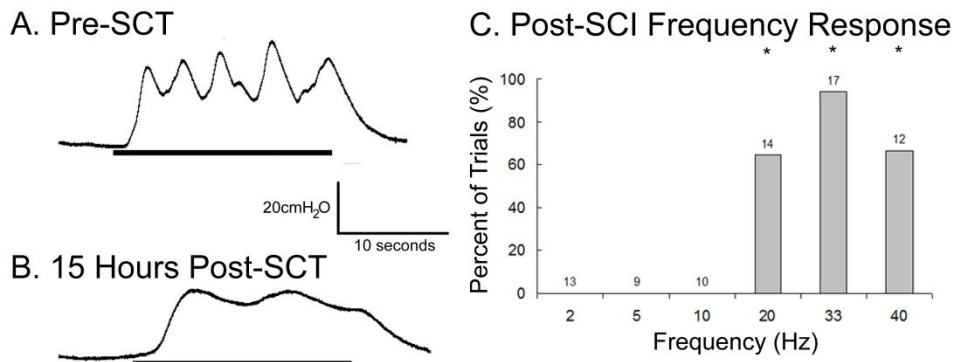 A. Pre-SCT
20cmH₂O
10 seconds
B. 15 Hours Post-SCT
C. Post-SCI Frequency Response
* * *
Percent of Trials (%)
100
80
60
40
20
0
13 9 10 14 17 12
2 5 10 20 33 40
Frequency (Hz)